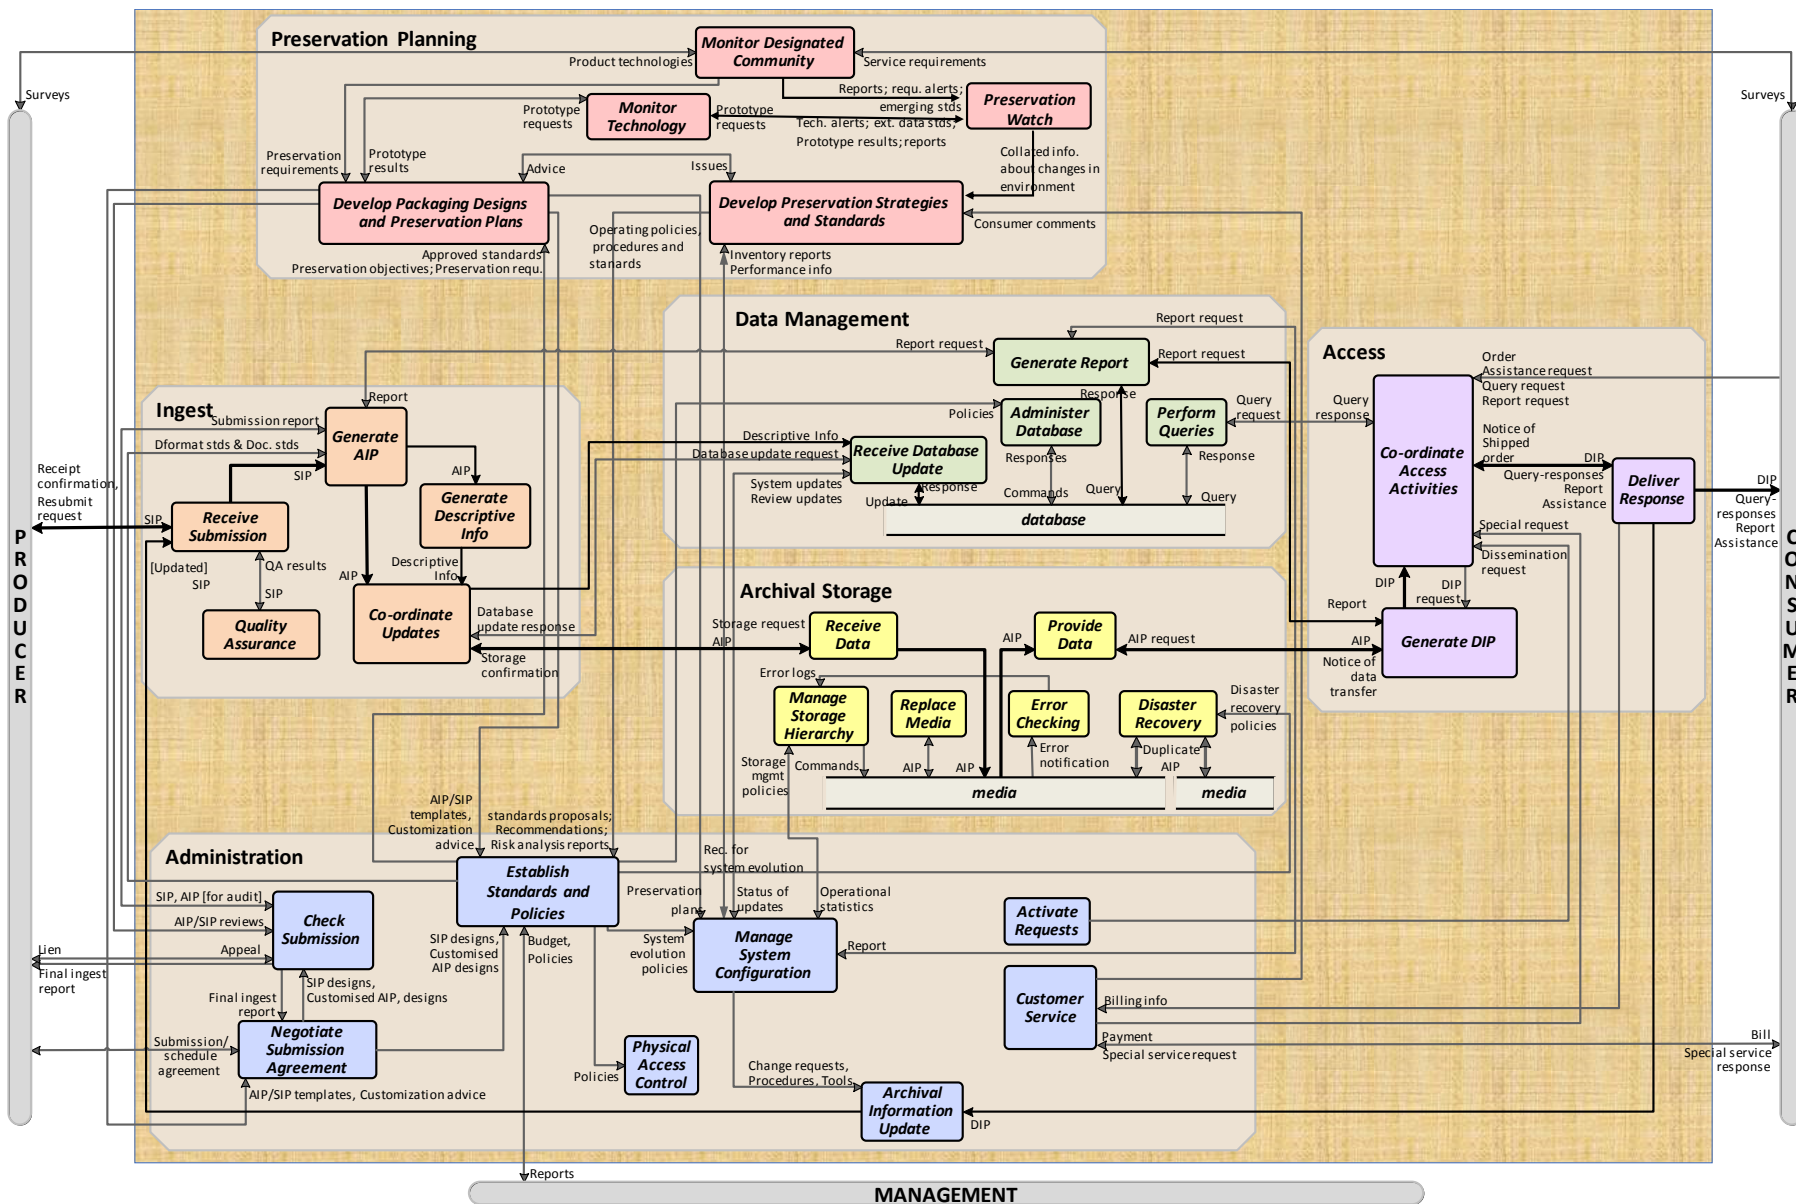 Preservation Planning
Monitor Designated
Community
Product technologies
Service requirements
Surveys
Surveys
Reports; requ. alerts;
emerging stds
Monitor
Technology
Prototype
requests
Prototype
requests
Preservation
Watch
Tech. alerts; ext. data stds;
Prototype results; reports
Preservation
requirements
Prototype
results
Advice
Issues
Collated info.
about changes in
environment
Develop Packaging Designs
and Preservation Plans
Develop Preservation Strategies
and Standards
Consumer comments
Operating policies,
procedures and
stanards
Approved standards
Preservation objectives; Preservation requ.
Inventory reports
Performance info
Data Management
Report request
Report request
Generate Report
Report request
Response
Policies
Administer
Database
Perform
Queries
Query
request
Descriptive Info
Database update request
Receive Database
Update
System updates
Review updates
Responses
Response
Response
Update
Commands
Query
Query
database
Access
Order
Assistance request
Query request
Report request
Query
response
Notice of
Shipped
order
Co-ordinate
Access
Activities
DIP
Query-responses
Report
Assistance
Deliver
Response
DIP
Query-
responses
Report
Assistance
Special request
Dissemination
request
DIP
DIP
request
Report
AIP
Generate DIP
Notice of
data
transfer
Ingest
Report
Submission report
Dformat stds & Doc. stds
Generate
AIP
SIP
AIP
Receipt
confirmation,
Resubmit
request
SIP
Receive
Submission
Generate
Descriptive
Info
[Updated]
SIP
QA results
SIP
AIP
Descriptive
Info
Quality
Assurance
Co-ordinate
Updates
Database
update response
Storage
confirmation
Archival Storage
Storage request
AIP
Receive
Data
AIP
Provide
Data
AIP request
Error logs
Manage
Storage
Hierarchy
Replace
Media
Error
Checking
Disaster
Recovery
Disaster
recovery
policies
Storage
mgmt
policies
Commands
AIP
AIP
Error
notification
Duplicate
AIP
media
media
AIP/SIP
templates,
Customization
advice
standards proposals;
Recommendations;
Risk analysis reports
Administration
Establish
Standards and
Policies
Rec. for
system evolution
Preservation
plans
Status of
updates
Operational
statistics
SIP, AIP [for audit]
AIP/SIP reviews
Check
Submission
Lien
Appeal
Final ingest
report
SIP designs,
Customised
AIP designs
Budget,
Policies
System
evolution
policies
Manage
System
Configuration
Report
Activate
Requests
SIP designs,
Customised AIP, designs
Final ingest
report
Customer
Service
Billing info
Payment
Special service request
Bill
Special service
response
Submission/
schedule
agreement
Negotiate
Submission
Agreement
Policies
Physical
Access
Control
Change requests,
Procedures, Tools
AIP/SIP templates, Customization advice
Archival
Information
Update
DIP
Reports
MANAGEMENT
PRODUCER
CONSUMER